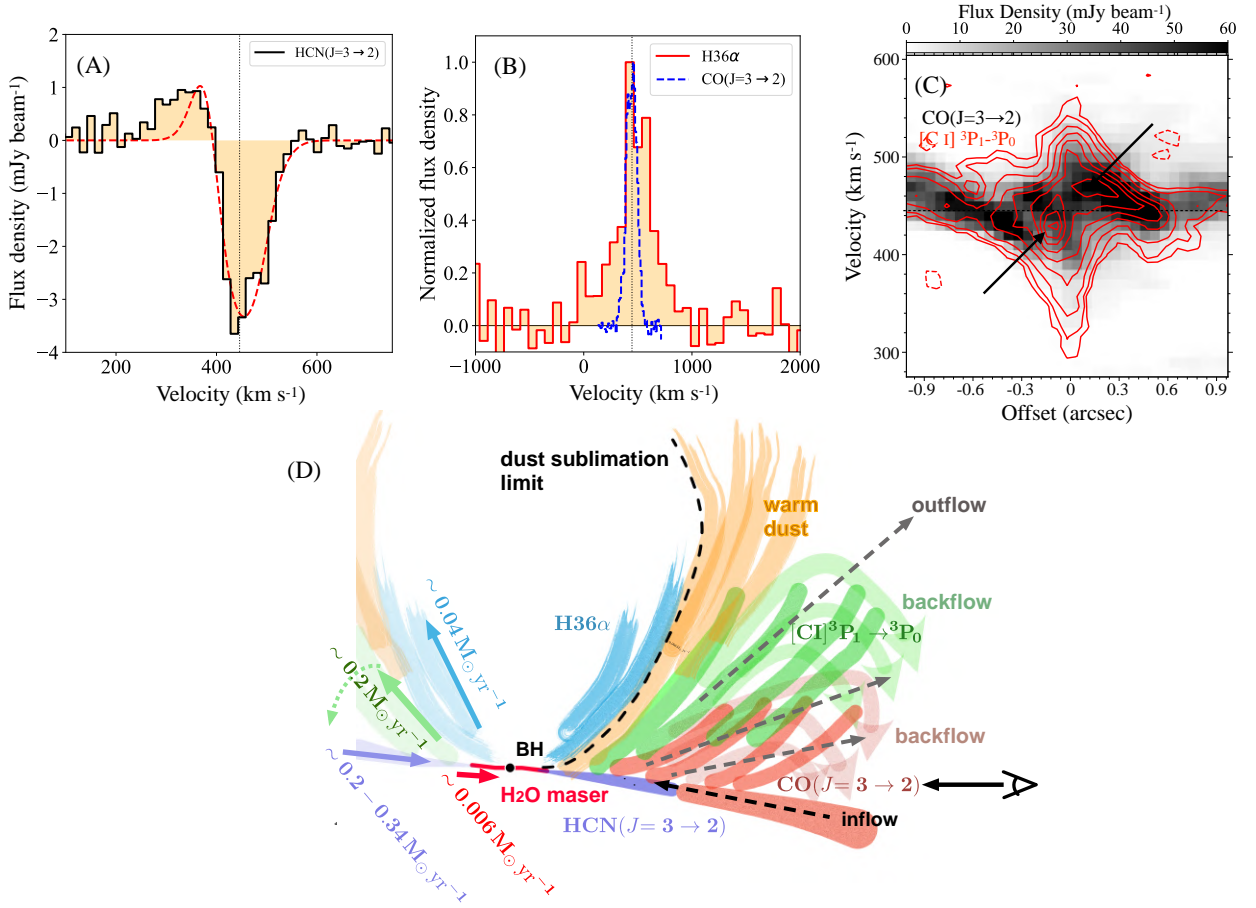 (A)
HCN(J=3→2)
Flux density (mJy beam⁻¹)
2
1
0
−1
−2
−3
−4
200
400
600
Velocity (km s⁻¹)
(B)
H36α
CO(J=3→2)
Normalized flux density
1.0
0.8
0.6
0.4
0.2
0.0
−1000
0
1000
2000
Velocity (km s⁻¹)
Flux Density (mJy beam⁻¹)
0 10 20 30 40 50 60
(C)
CO(J=3→2)
[C I] ³P₁-³P₀
Velocity (km s⁻¹)
600
500
400
300
-0.9 -0.6 -0.3 0 0.3 0.6 0.9
Offset (arcsec)
(D)
dust sublimation
limit
warm
dust
outflow
backflow
H36α
[CI]³P₁→³P₀
backflow
CO(J=3→2)
inflow
BH
H₂O maser
HCN(J=3→2)
~0.04 M⊙ yr⁻¹
~0.2 M⊙ yr⁻¹
~0.2−0.34 M⊙ yr⁻¹
~0.006 M⊙ yr⁻¹